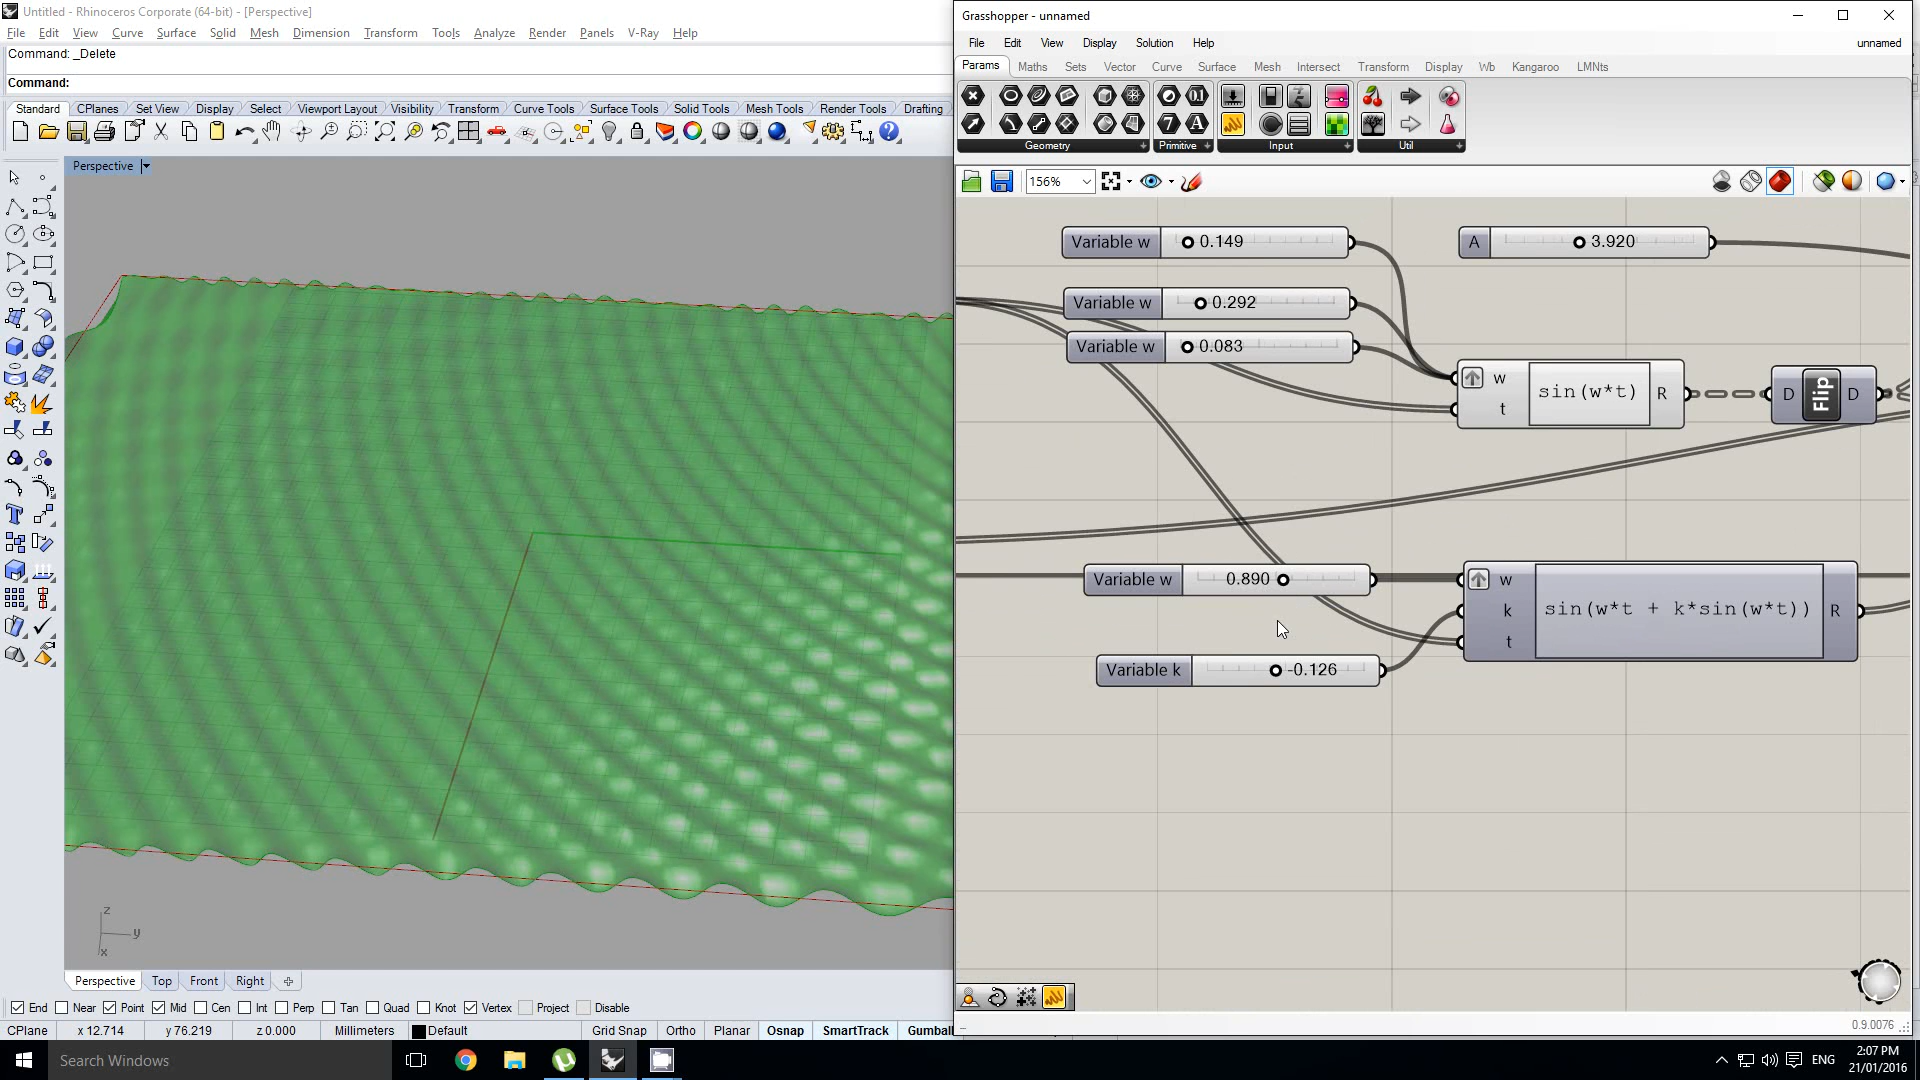 Untitled - Rhinoceros Corporate (64-bit) - [Perspective]
File Edit View Curve Surface Solid Mesh Dimension Transform Tools Analyze Render Panels V-Ray Help
Command: _Delete
Command:
Standard CPlanes Set View Display Select Viewport Layout Visibility Transform Curve Tools Surface Tools Solid Tools Mesh Tools Render Tools Drafting
Perspective
z
y
x
Perspective Top Front Right
End Near Point Mid Cen Int Perp Tan Quad Knot Vertex Project Disable
CPlane x 12.714 y 76.219 z 0.000 Millimeters Default Grid Snap Ortho Planar Osnap SmartTrack Gumball
Grasshopper - unnamed
File Edit View Display Solution Help unnamed
Params Maths Sets Vector Curve Surface Mesh Intersect Transform Display Wb Kangaroo LMNts
Geometry Primitive Input Util
156%
Variable w 0.149
A 3.920
Variable w 0.292
Variable w 0.083
w
t
sin(w*t)
R
D Flip D
Variable w 0.890
w
k
t
sin(w*t + k*sin(w*t))
R
Variable k -0.126
0.9.0076
Search Windows
ENG
2:07 PM
21/01/2016